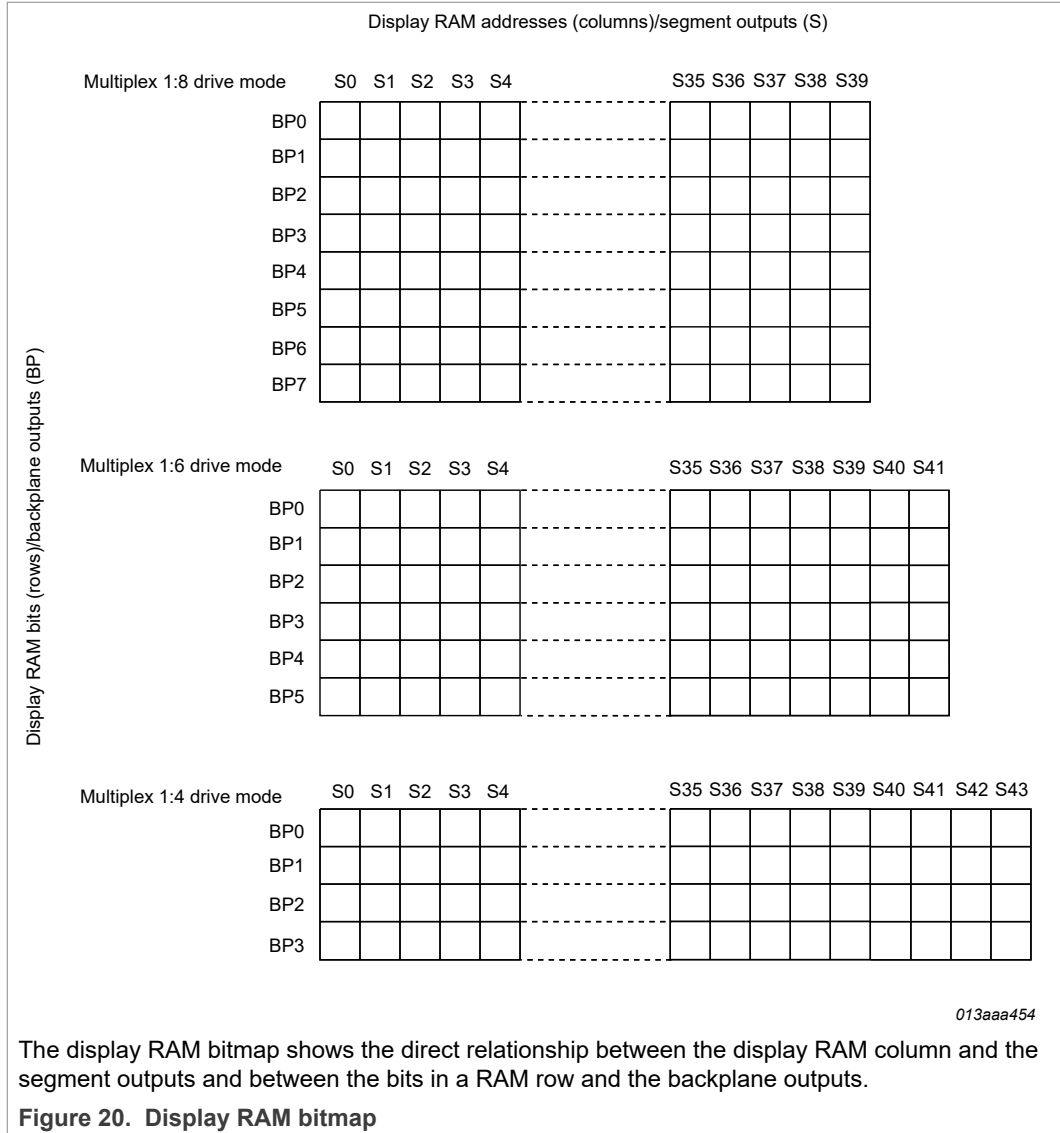 Display RAM addresses (columns)/segment outputs (S)
Display RAM bits (rows)/backplane outputs (BP)
Multiplex 1:8 drive mode S0 S1 S2 S3 S4 S35 S36 S37 S38 S39
BP0
BP1
BP2
BP3
BP4
BP5
BP6
BP7
Multiplex 1:6 drive mode S0 S1 S2 S3 S4 S35 S36 S37 S38 S39 S40 S41
BP0
BP1
BP2
BP3
BP4
BP5
Multiplex 1:4 drive mode S0 S1 S2 S3 S4 S35 S36 S37 S38 S39 S40 S41 S42 S43
BP0
BP1
BP2
BP3
013aaa454
The display RAM bitmap shows the direct relationship between the display RAM column and the
segment outputs and between the bits in a RAM row and the backplane outputs.
Figure 20. Display RAM bitmap